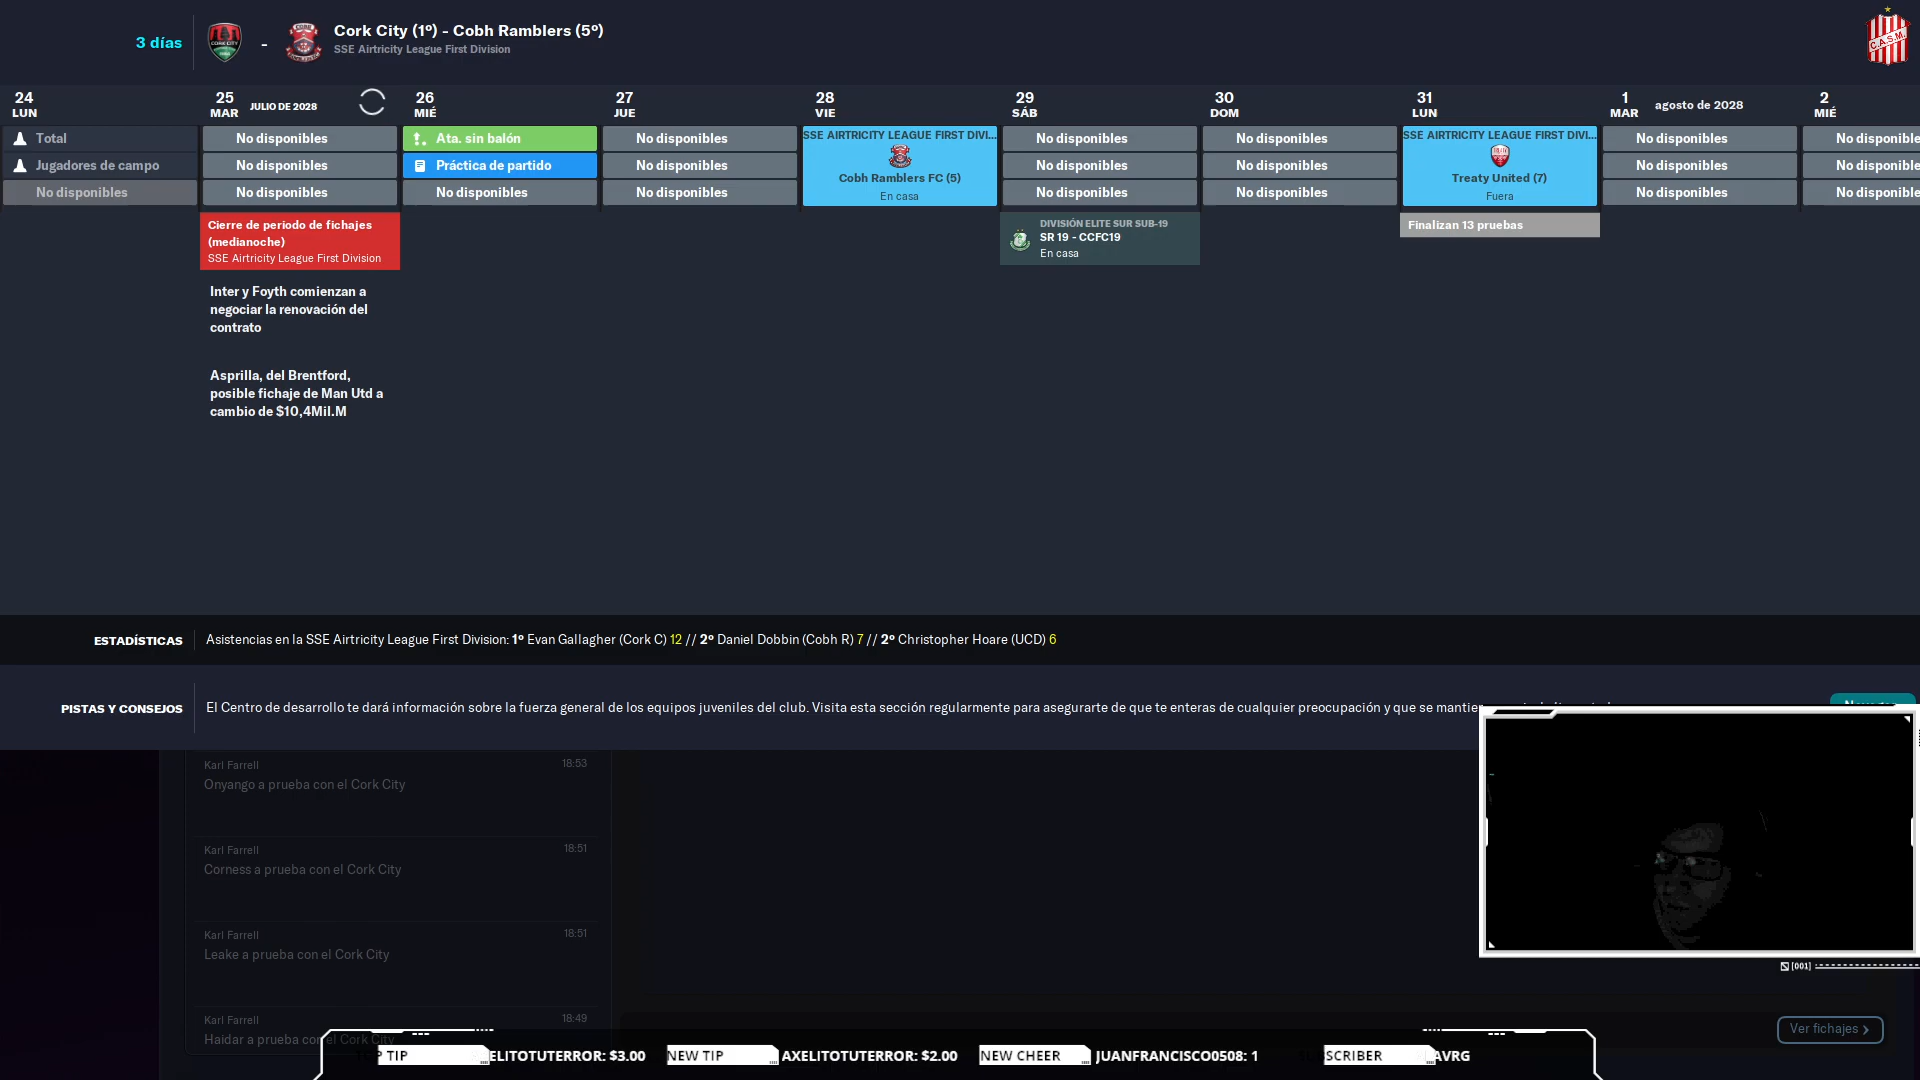 3 días
-
Cork City (1º) - Cobh Ramblers (5º)
SSE Airtricity League First Division
C.A.S.M.
24
LUN
25
MAR
JULIO DE 2028
26
MIÉ
27
JUE
28
VIE
29
SÁB
30
DOM
31
LUN
1
MAR
agosto de 2028
2
MIÉ
Total
Jugadores de campo
No disponibles
No disponibles
No disponibles
No disponibles
Ata. sin balón
Práctica de partido
No disponibles
No disponibles
No disponibles
No disponibles
SSE AIRTRICITY LEAGUE FIRST DIVI...
Cobh Ramblers FC (5)
En casa
No disponibles
No disponibles
No disponibles
No disponibles
No disponibles
No disponibles
SSE AIRTRICITY LEAGUE FIRST DIVI...
Treaty United (7)
Fuera
No disponibles
No disponibles
No disponibles
No disponible
No disponible
No disponible
Cierre de periodo de fichajes
(medianoche)
SSE Airtricity League First Division
DIVISIÓN ELITE SUR SUB-19
SR 19 - CCFC19
En casa
Finalizan 13 pruebas
Inter y Foyth comienzan a
negociar la renovación del
contrato
Asprilla, del Brentford,
posible fichaje de Man Utd a
cambio de $10,4Mil.M
ESTADÍSTICAS
Asistencias en la SSE Airtricity League First Division: 1º Evan Gallagher (Cork C) 12 // 2º Daniel Dobbin (Cobh R) 7 // 2º Christopher Hoare (UCD) 6
PISTAS Y CONSEJOS
El Centro de desarrollo te dará información sobre la fuerza general de los equipos juveniles del club. Visita esta sección regularmente para asegurarte de que te enteras de cualquier preocupación y que se mantie
Karl Farrell
18:53
Onyango a prueba con el Cork City
Karl Farrell
18:51
Corness a prueba con el Cork City
Karl Farrell
18:51
Leake a prueba con el Cork City
Karl Farrell
18:49
Haidar a prueba con el Cork City
[001]
Ver fichajes
P TIP
ELITOTUTERROR: $3.00
NEW TIP
AXELITOTUTERROR: $2.00
NEW CHEER
JUANFRANCISCO0508: 1
SCRIBER
AVRG